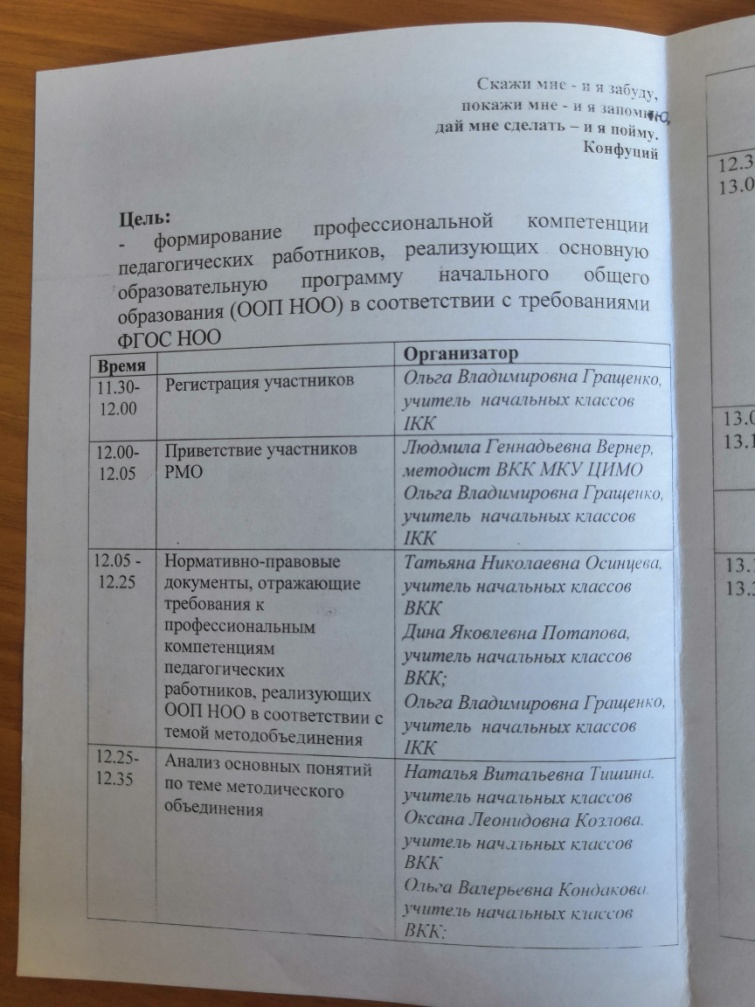 Скажи мне - и я забуду,
покажи мне - и я запомню,
дай мне сделать – и я пойму.
Конфуций
Цель:
- формирование профессиональной компетенции
педагогических работников, реализующих основную
образовательную программу начального общего
образования (ООП НОО) в соответствии с требованиями
ФГОС НОО
Время Организатор
11.30- Регистрация участников Ольга Владимировна Гращенко,
12.00 учитель начальных классов
IКК
12.00- Приветствие участников Людмила Геннадьевна Вернер,
12.05 РМО методист ВКК МКУ ЦИМО
Ольга Владимировна Гращенко,
учитель начальных классов
IКК
12.05 - Нормативно-правовые Татьяна Николаевна Осинцева,
12.25 документы, отражающие учитель начальных классов
требования к ВКК
профессиональным Дина Яковлевна Потапова,
компетенциям учитель начальных классов
педагогических ВКК;
работников, реализующих Ольга Владимировна Гращенко,
ООП НОО в соответствии с учитель начальных классов
темой методобъединения IКК
12.25- Анализ основных понятий Наталья Витальевна Тишина.
12.35 по теме методического учитель начальных классов
объединения Оксана Леонидовна Козлова.
учитель начальных классов
ВКК
Ольга Валерьевна Кондакова.
учитель начальных классов
ВКК;
12.3
13.0
13.0
13.1
13.
13.